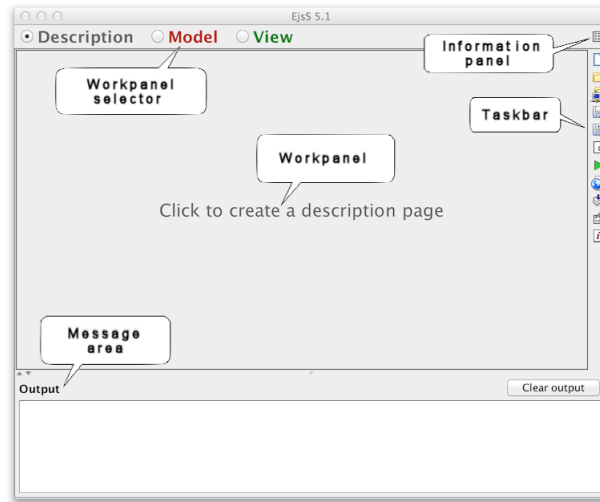 EjsS 5.1
Description Model View
Information
panel
Workpanel
selector
Taskbar
Workpanel
Click to create a description page
Message
area
Output
Clear output